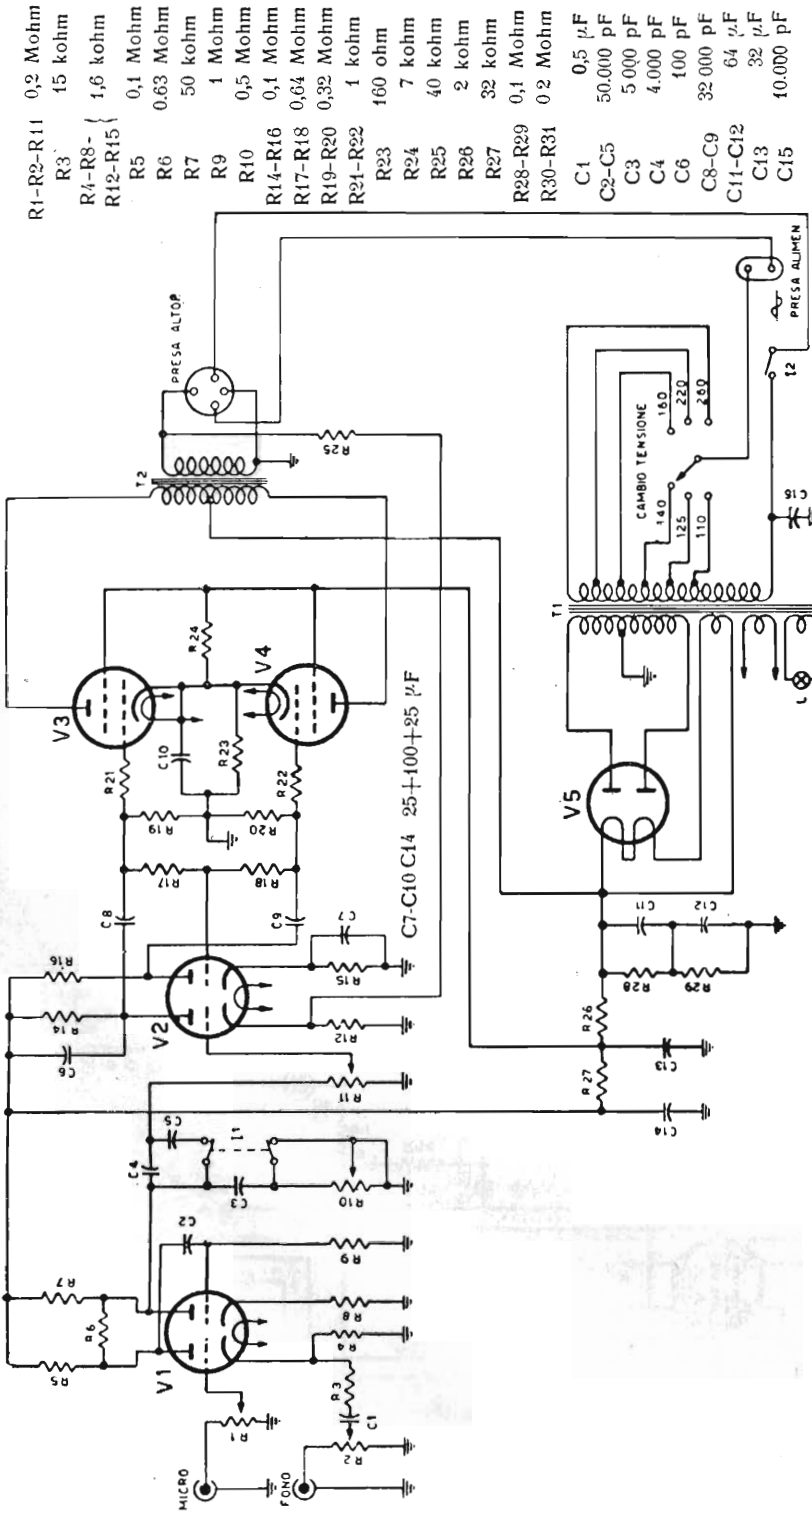 R1-R2-R11 0,2 Mohm
R3 15 kohm
R4-R8- { 1,6 kohm
R12-R15
R5 0,1 Mohm
R6 0.63 Mohm
R7 50 kohm
R9 1 Mohm
R10 0,5 Mohm
R14-R16 0,1 Mohm
R17-R18 0,64 Mohm
R19-R20 0,32 Mohm
R21-R22 1 kohm
R23 160 ohm
R24 7 kohm
R25 40 kohm
R26 2 kohm
R27 32 kohm
R28-R29 0,1 Mohm
R30-R31 0 2 Mohm
C1 0,5 µF
C2-C5 50.000 pF
C3 5 000 pF
C4 4.000 pF
C6 100 pF
C8-C9 32 000 pF
C11-C12 64 µF
C13 32 µF
C15 10.000 pF
C7-C10 C14 25+100+25 µF
MICRO
FONO
R1
R2
C1
R3
R4
R8
R9
R5
R6
R7
V1
C2
C3
C4
C5
I1
R10
R11
R12
R15
C7
V2
C6
R14
R16
C8
C9
R17
R18
R19
R20
R21
R22
C10
R23
R24
V3
V4
T2
PRESA ALTOP.
R25
CAMBIO TENSIONE
160
220
280
140
125
110
T1
PRESA ALIMEN
I2
C15
L
V5
C11
C12
R28
R29
R26
R27
C13
C14